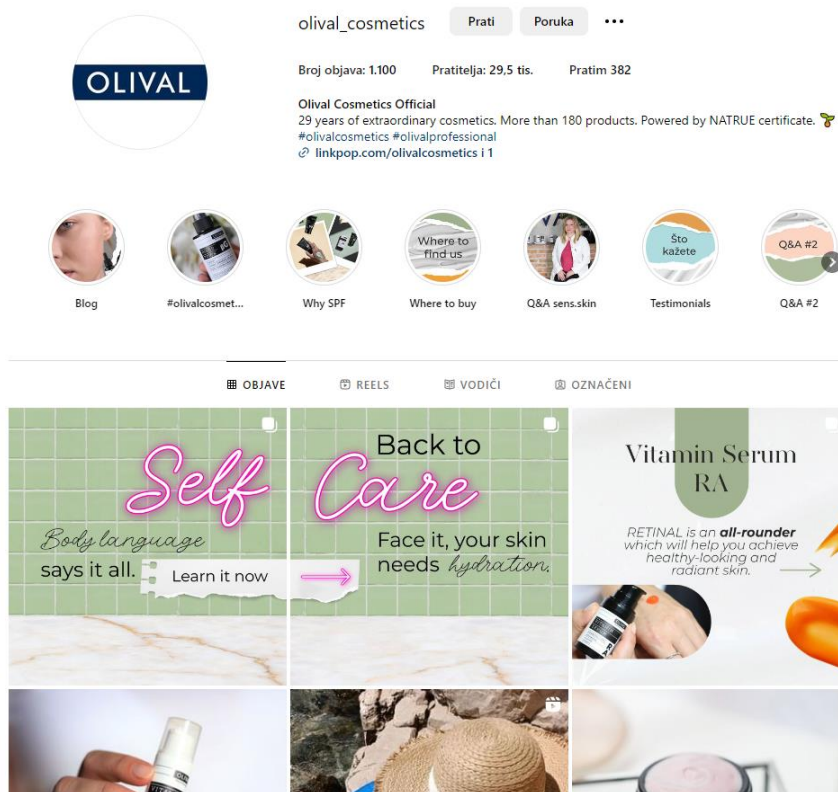 OLIVAL
olival_cosmetics
Prati
Poruka
Broj objava: 1.100
Pratitelja: 29,5 tis.
Pratim 382
Olival Cosmetics Official
29 years of extraordinary cosmetics. More than 180 products. Powered by NATRUE certificate.
#olivalcosmetics #olivalprofessional
linkpop.com/olivalcosmetics i 1
Where to
find us
Što
kažete
Q&A #2
Blog
#olivalcosmet...
Why SPF
Where to buy
Q&A sens.skin
Testimonials
Q&A #2
OBJAVE
REELS
VODIČI
OZNAČENI
Self
Body language
says it all.
Learn it now
Back to
Care
Face it, your skin
needs hydration.
Vitamin Serum
RA
RETINAL is an all-rounder
which will help you achieve
healthy-looking and
radiant skin.